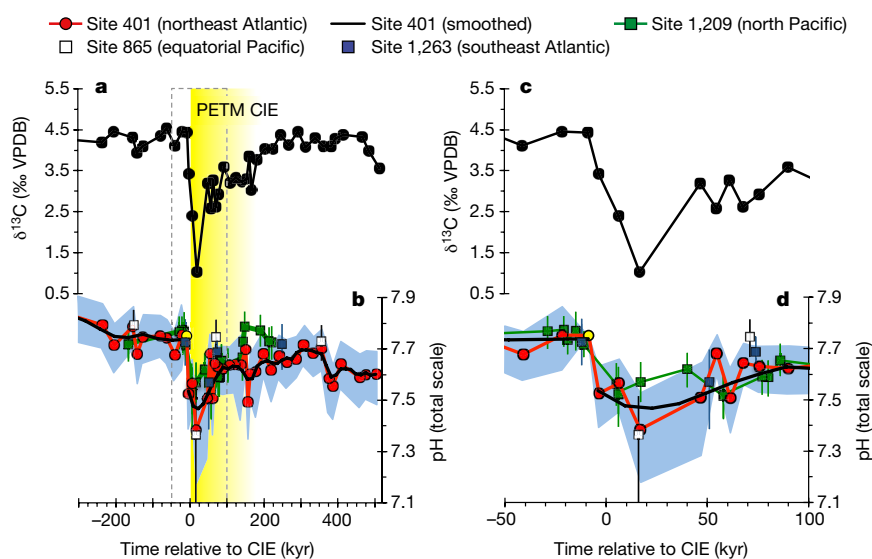 Site 401 (northeast Atlantic) Site 401 (smoothed) Site 1,209 (north Pacific)
Site 865 (equatorial Pacific) Site 1,263 (southeast Atlantic)
a
PETM CIE
5.5
4.5
3.5
2.5
1.5
0.5
δ¹³C (‰ VPDB)
b
7.9
7.7
7.5
7.3
7.1
pH (total scale)
−200 0 200 400
Time relative to CIE (kyr)
c
5.5
4.5
3.5
2.5
1.5
0.5
δ¹³C (‰ VPDB)
d
7.9
7.7
7.5
7.3
7.1
pH (total scale)
−50 0 50 100
Time relative to CIE (kyr)